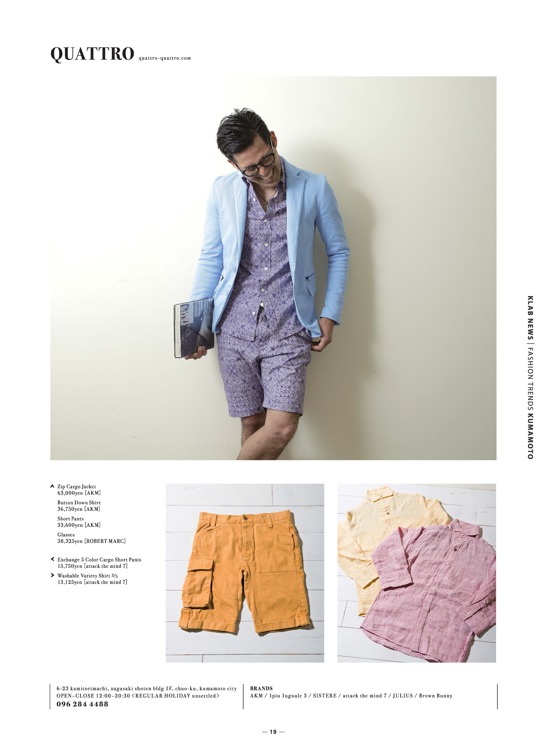 QUATTRO quattro-quattro.com
KLAB NEWS | FASHION TRENDS KUMAMOTO
Zip Cargo Jacket
63,000yen [AKM]
Button Down Shirt
36,750yen [AKM]
Short Pants
33,600yen [AKM]
Glasses
38,325yen [ROBERT MARC]
Exchange 5 Color Cargo Short Pants
15,750yen [attack the mind 7]
Washable Variety Shirt
13,125yen [attack the mind 7]
6-23 kamitorimachi, nagasaki shoten bldg 1F, chuo-ku, kumamoto city
OPEN-CLOSE 12:00-20:30 <REGULAR HOLIDAY unsettled>
096 284 4488
BRANDS
AKM / 1piu 1uguale 3 / SISTERE / attack the mind 7 / JULIUS / Brown Bunny
— 19 —